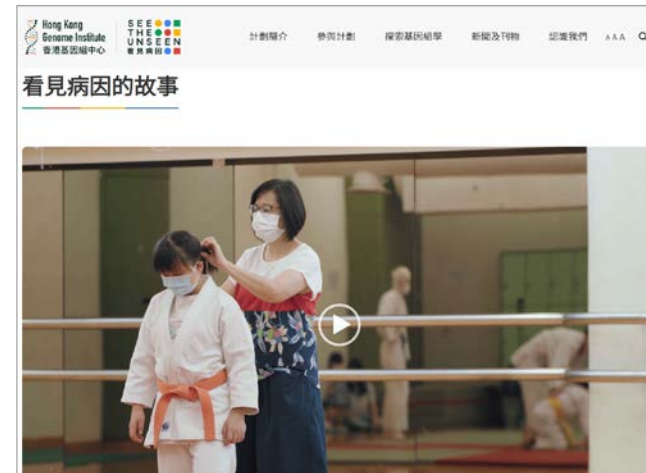 Hong Kong
Genome Institute
香港基因組中心
SEE
THE
UNSEEN
看見病因
計劃簡介
參與計劃
探索基因組學
新聞及刊物
認識我們
A A A
看見病因的故事